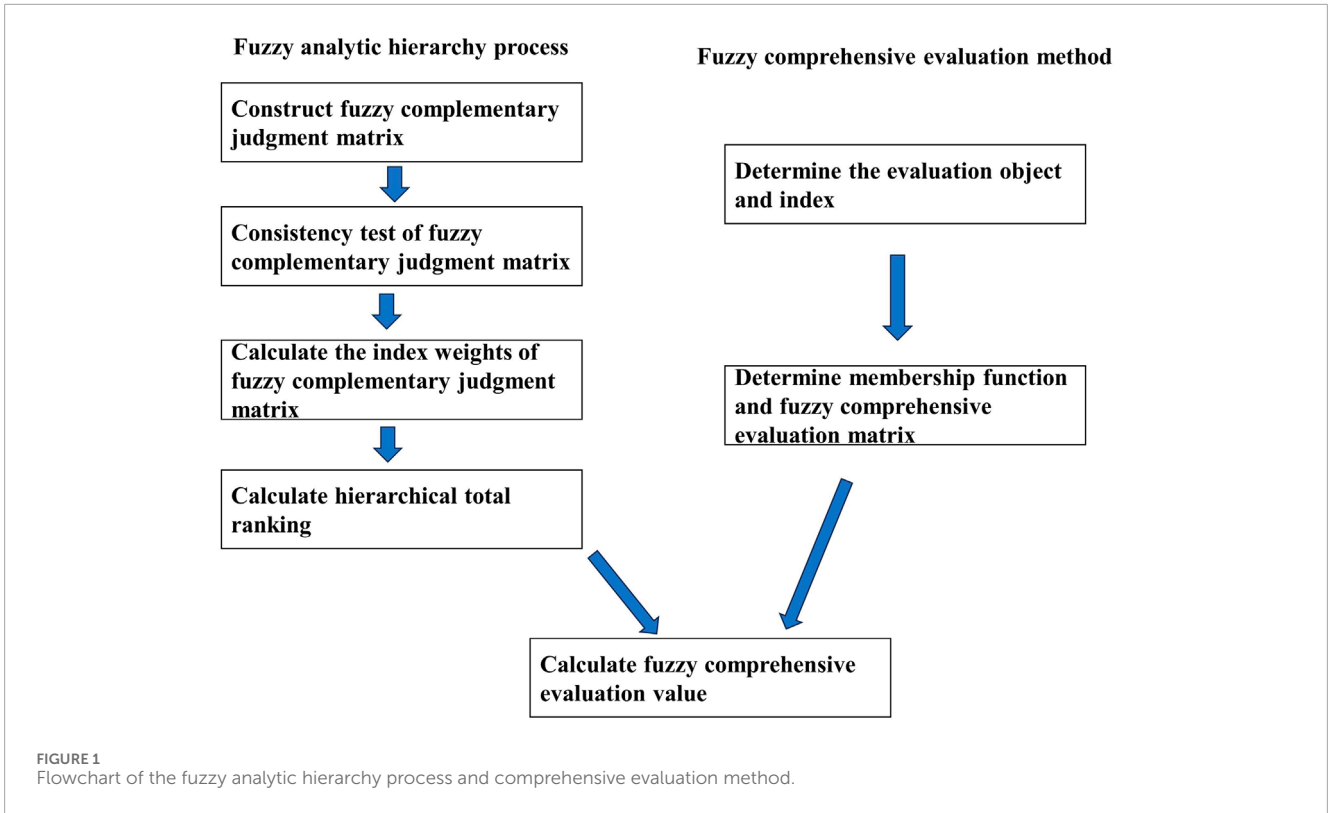 Fuzzy analytic hierarchy process
Construct fuzzy complementary
judgment matrix
Consistency test of fuzzy
complementary judgment matrix
Calculate the index weights of
fuzzy complementary judgment
matrix
Calculate hierarchical total
ranking
Fuzzy comprehensive evaluation method
Determine the evaluation object
and index
Determine membership function
and fuzzy comprehensive
evaluation matrix
Calculate fuzzy comprehensive
evaluation value
FIGURE 1
Flowchart of the fuzzy analytic hierarchy process and comprehensive evaluation method.